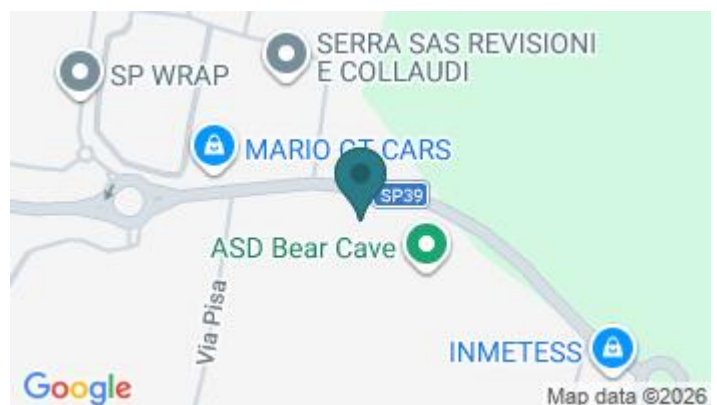 SERRA SAS REVISIONI
E COLLAUDI
SP WRAP
MARIO GT CARS
SP39
ASD Bear Cave
Via Pisa
INMETESS
Google
Map data ©2026